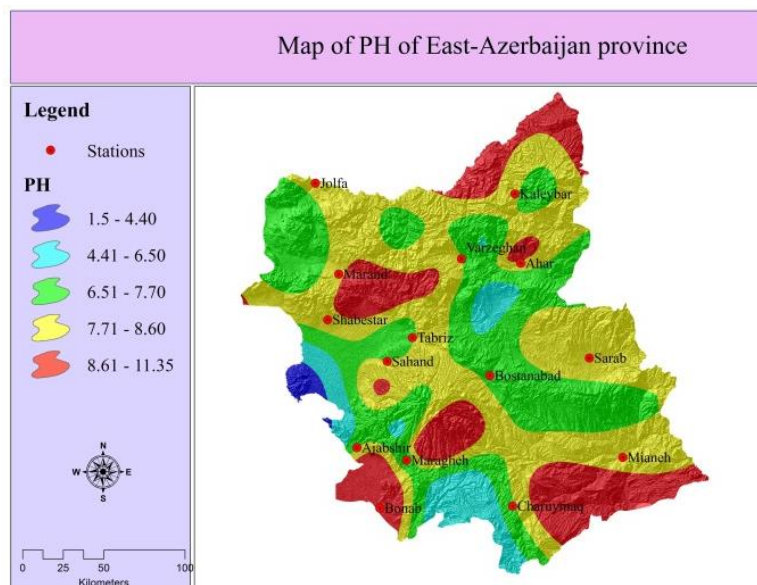 Map of PH of East-Azerbaijan province
Legend
Stations
PH
1.5 - 4.40
4.41 - 6.50
6.51 - 7.70
7.71 - 8.60
8.61 - 11.35
N
W E
S
0 25 50 100
Kilometers
Jolfa
Kaleybar
Varzeghan
Ahar
Marand
Shabestar
Tabriz
Sahand
Sarab
Bostanabad
Ajabshir
Maragheh
Mianeh
Bonab
Charuymaq